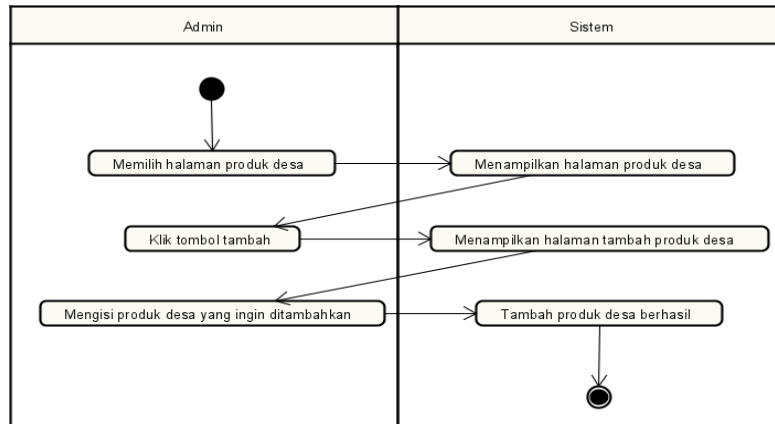 Admin
Sistem
Memilih halaman produk desa
Menampilkan halaman produk desa
Klik tombol tambah
Menampilkan halaman tambah produk desa
Mengisi produk desa yang ingin ditambahkan
Tambah produk desa berhasil